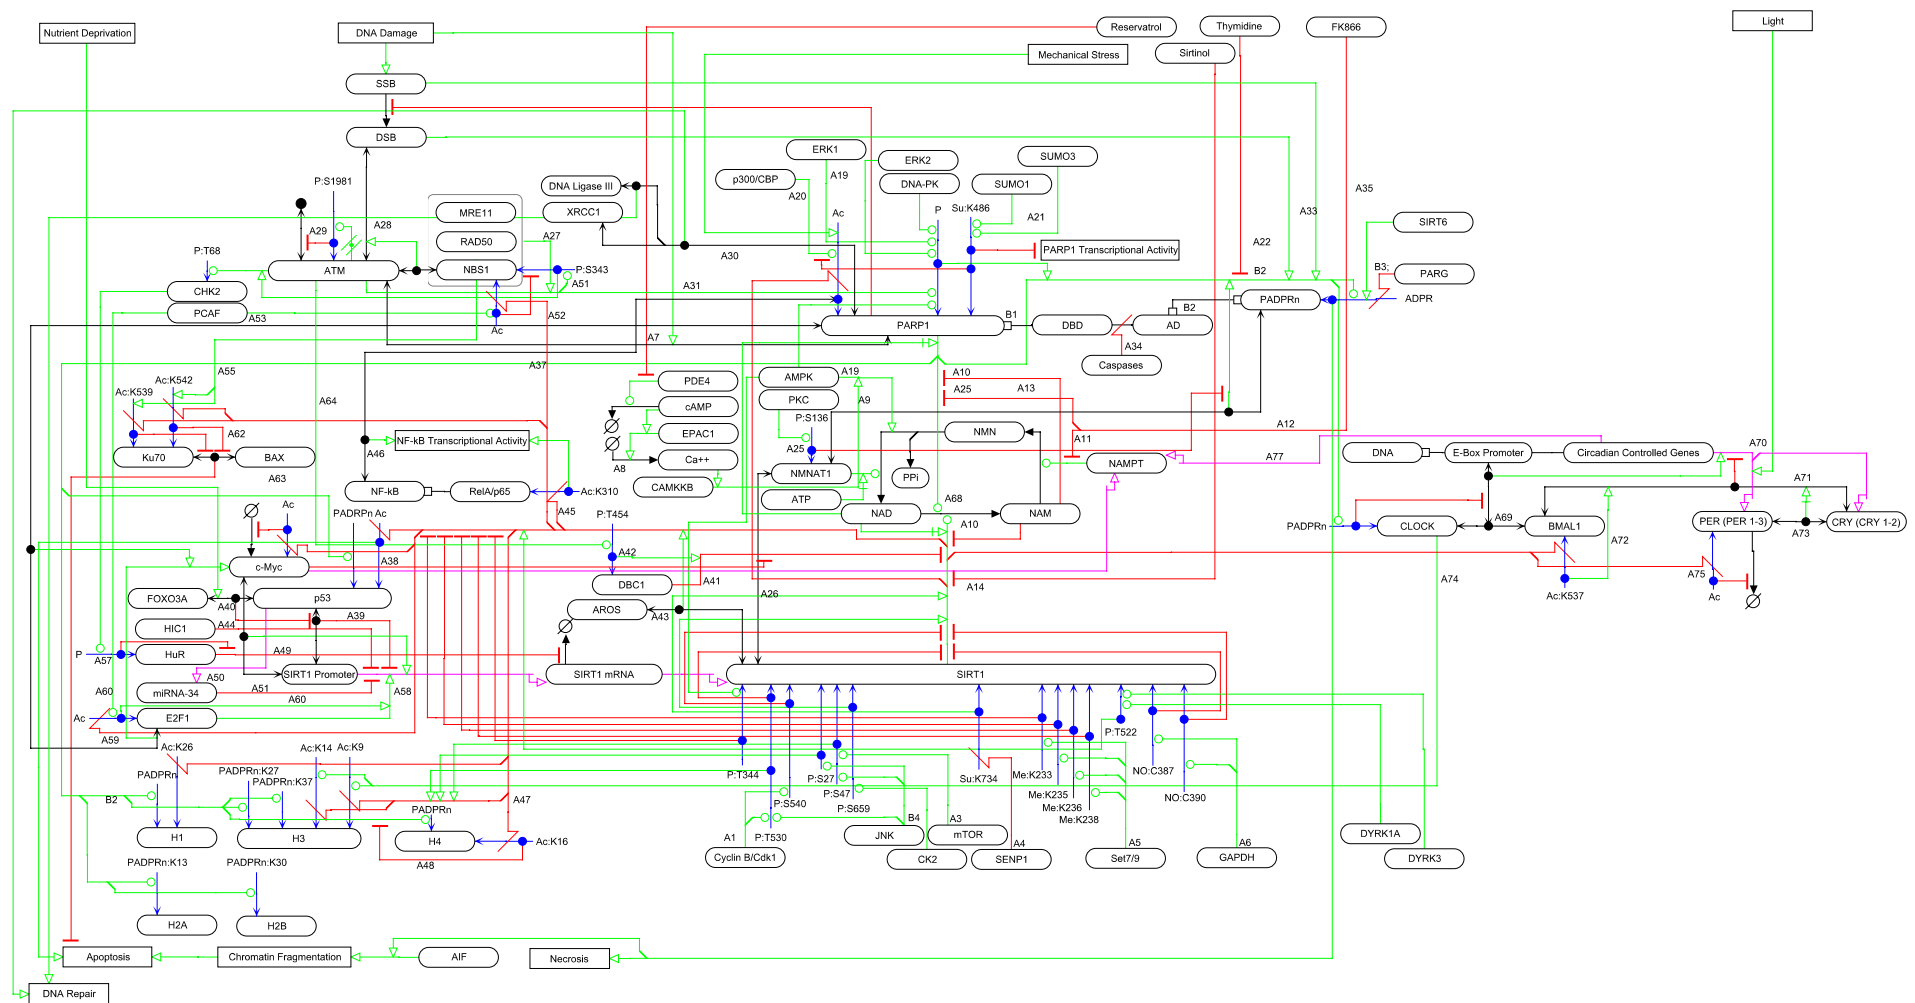 Nutrient Deprivation
DNA Damage
Reservatrol
Thymidine
FK866
Light
Mechanical Stress
Sirtinol
SSB
DSB
ERK1
ERK2
SUMO3
p300/CBP
A19
A20
DNA-PK
SUMO1
A35
P:S1981
DNA Ligase III
MRE11
XRCC1
Ac
P
Su:K486
A21
A33
SIRT6
A28
A29
A27
RAD50
A30
PARP1 Transcriptional Activity
A22
P:T68
ATM
NBS1
P:S343
B2
B3;
PARG
CHK2
A51
A31
PADPRn
ADPR
PCAF
A53
A52
Ac
PARP1
B1
DBD
B2
AD
A7
A34
A37
Caspases
A55
Ac:K539
Ac:K542
PDE4
AMPK
A19
A10
A13
A64
cAMP
PKC
A9
A25
P:S136
A12
A62
NF-kB Transcriptional Activity
EPAC1
NMN
A11
A70
A46
A25
DNA
E-Box Promoter
Circadian Controlled Genes
Ku70
BAX
A8
Ca++
NMNAT1
PPi
NAMPT
A77
A63
CAMKKB
A71
NF-kB
RelA/p65
Ac:K310
ATP
Ac
PADRPn Ac
A45
P:T454
NAD
A68
NAM
A10
PADPRn
CLOCK
A69
BMAL1
PER (PER 1-3)
CRY (CRY 1-2)
A73
A72
A42
A38
c-Myc
DBC1
A41
A14
A74
A75
FOXO3A
p53
A26
Ac:K537
Ac
A40
AROS
A43
HIC1
A44
A39
P
A57
HuR
A49
SIRT1 Promoter
SIRT1 mRNA
SIRT1
A50
miRNA-34
A51
A58
A60
A60
Ac
E2F1
A59
Ac:K26
Ac:K14
Ac:K9
P:T522
PADPRn
PADPRn:K27
P:T344
P:S27
Su:K734
Me:K233
NO:C387
PADPRn:K37
B2
A47
P:S540
P:S47
Me:K235
NO:C390
PADPRn
P:S659
Me:K236
Me:K238
H1
H3
H4
Ac:K16
A1
P:T530
B4
JNK
A3
mTOR
DYRK1A
A48
A4
A5
A6
Cyclin B/Cdk1
CK2
SENP1
Set7/9
GAPDH
DYRK3
PADPRn:K13
PADPRn:K30
H2A
H2B
Apoptosis
Chromatin Fragmentation
AIF
Necrosis
DNA Repair